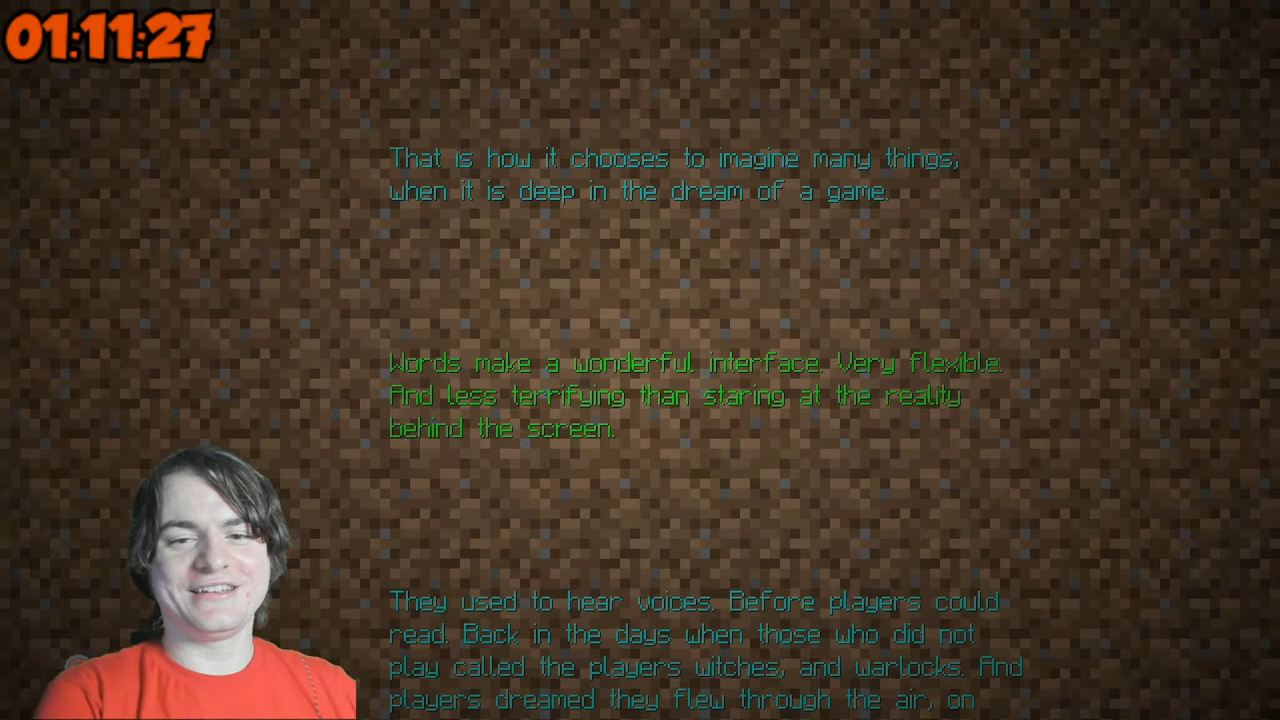 01:11:27
That is how it chooses to imagine many things,
when it is deep in the dream of a game.
Words make a wonderful interface. Very flexible.
And less terrifying than staring at the reality
behind the screen.
They used to hear voices. Before players could
read. Back in the days when those who did not
play called the players witches, and warlocks. And
players dreamed they flew through the air, on